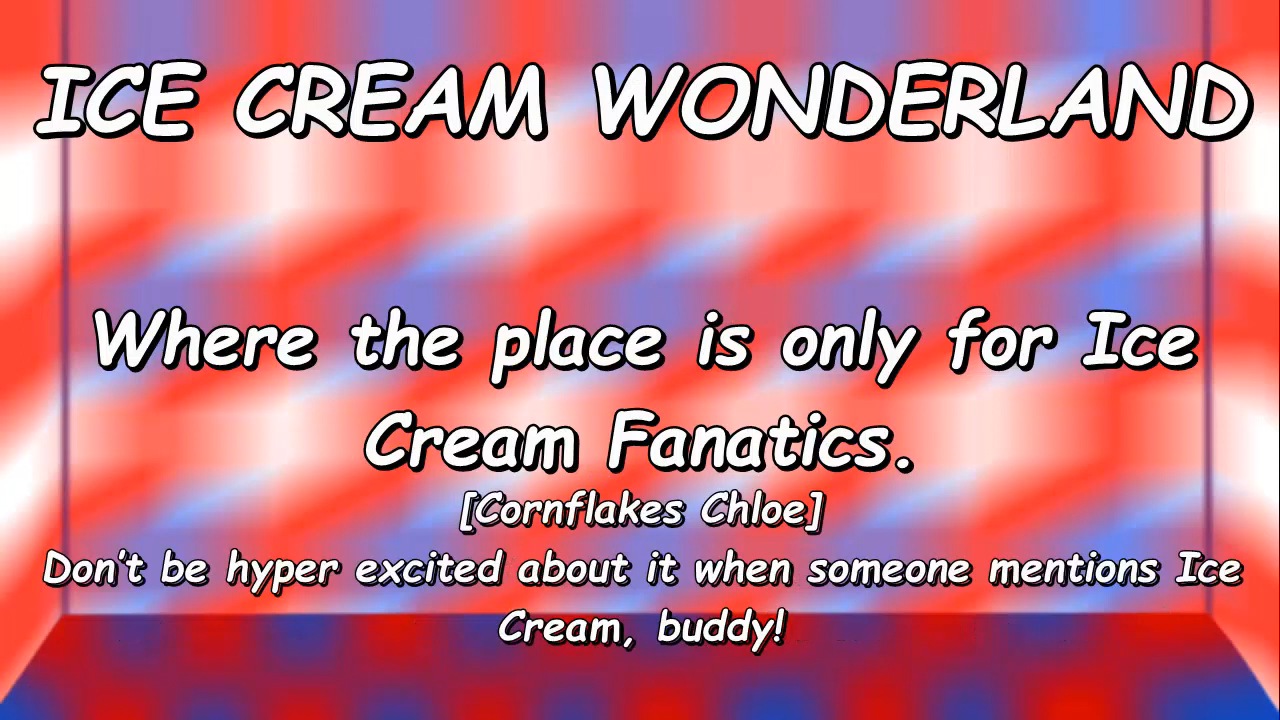 ICE CREAM WONDERLAND
Where the place is only for Ice
Cream Fanatics.
[Cornflakes Chloe]
Don't be hyper excited about it when someone mentions Ice
Cream, buddy!